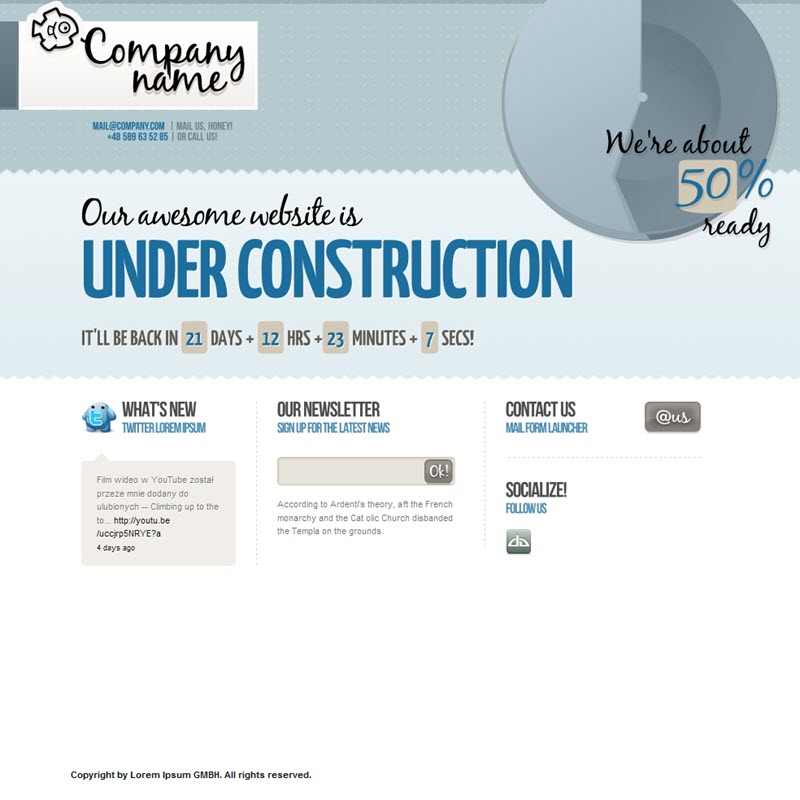 Company
name
MAIL@COMPANY.COM | MAIL US, HONEY!
+48 589 63 52 85 | OR CALL US!
We're about
50%
ready
Our awesome website is
UNDER CONSTRUCTION
IT'LL BE BACK IN 21 DAYS + 12 HRS + 23 MINUTES + 7 SECS!
WHAT'S NEW
TWITTER LOREM IPSUM
Film wideo w YouTube został
przeze mnie dodany do
ulubionych -- Climbing up to the
to... http://youtu.be
/uccjrp5NRYE?a
4 days ago
OUR NEWSLETTER
SIGN UP FOR THE LATEST NEWS
Ok!
According to Ardenti's theory, aft the French
monarchy and the Cat olic Church disbanded
the Templa on the grounds.
CONTACT US
MAIL FORM LAUNCHER
@us
SOCIALIZE!
FOLLOW US
Copyright by Lorem Ipsum GMBH. All rights reserved.